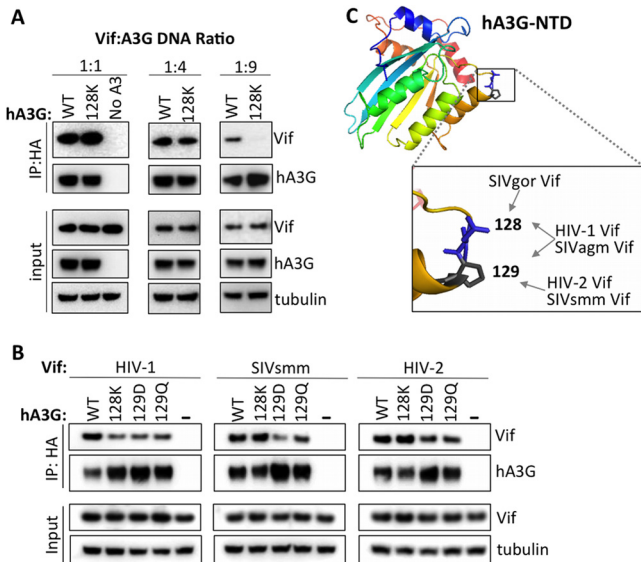 A
Vif:A3G DNA Ratio
1:1 1:4 1:9
hA3G: WT 128K No A3 WT 128K WT 128K
IP:HA
Vif
hA3G
input
Vif
hA3G
tubulin
C
hA3G-NTD
SIVgor Vif
128
HIV-1 Vif
SIVagm Vif
129
HIV-2 Vif
SIVsmm Vif
B
Vif: HIV-1 SIVsmm HIV-2
hA3G: WT 128K 129D 129Q – WT 128K 129D 129Q – WT 128K 129D 129Q –
IP: HA
Vif
hA3G
Input
Vif
tubulin